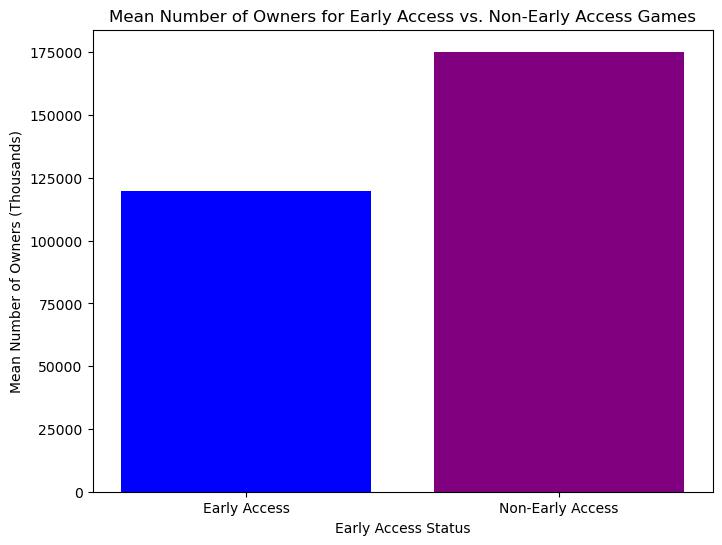 Mean Number of Owners for Early Access vs. Non-Early Access Games
Mean Number of Owners (Thousands)
175000
150000
125000
100000
75000
50000
25000
0
Early Access
Non-Early Access
Early Access Status